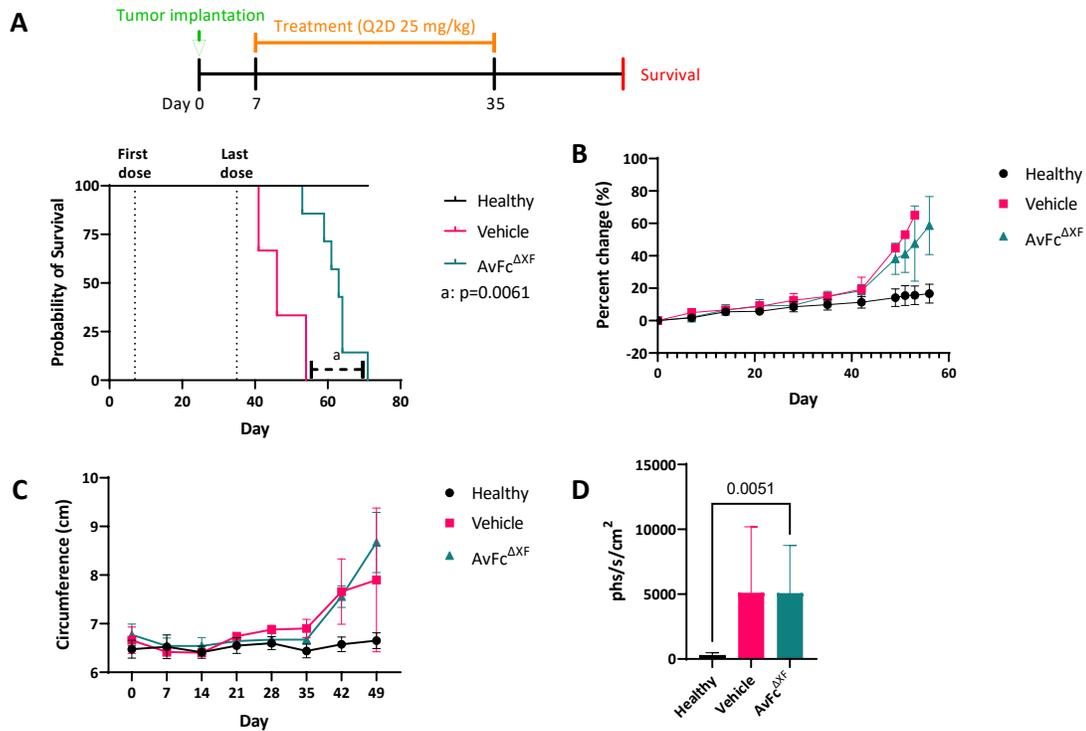 A
Tumor implantation
Treatment (Q2D 25 mg/kg)
Survival
Day 0
7
35
First dose
Last dose
Probability of Survival
100
75
50
25
0
0
20
40
60
80
Day
a
Healthy
Vehicle
AvFc^ΔXF
a: p=0.0061
B
Percent change (%)
100
80
60
40
20
0
-20
0
20
40
60
Day
Healthy
Vehicle
AvFc^ΔXF
C
Circumference (cm)
10
9
8
7
6
0
7
14
21
28
35
42
49
Day
Healthy
Vehicle
AvFc^ΔXF
D
phs/s/cm²
15000
10000
5000
0
0.0051
Healthy
Vehicle
AvFc^ΔXF